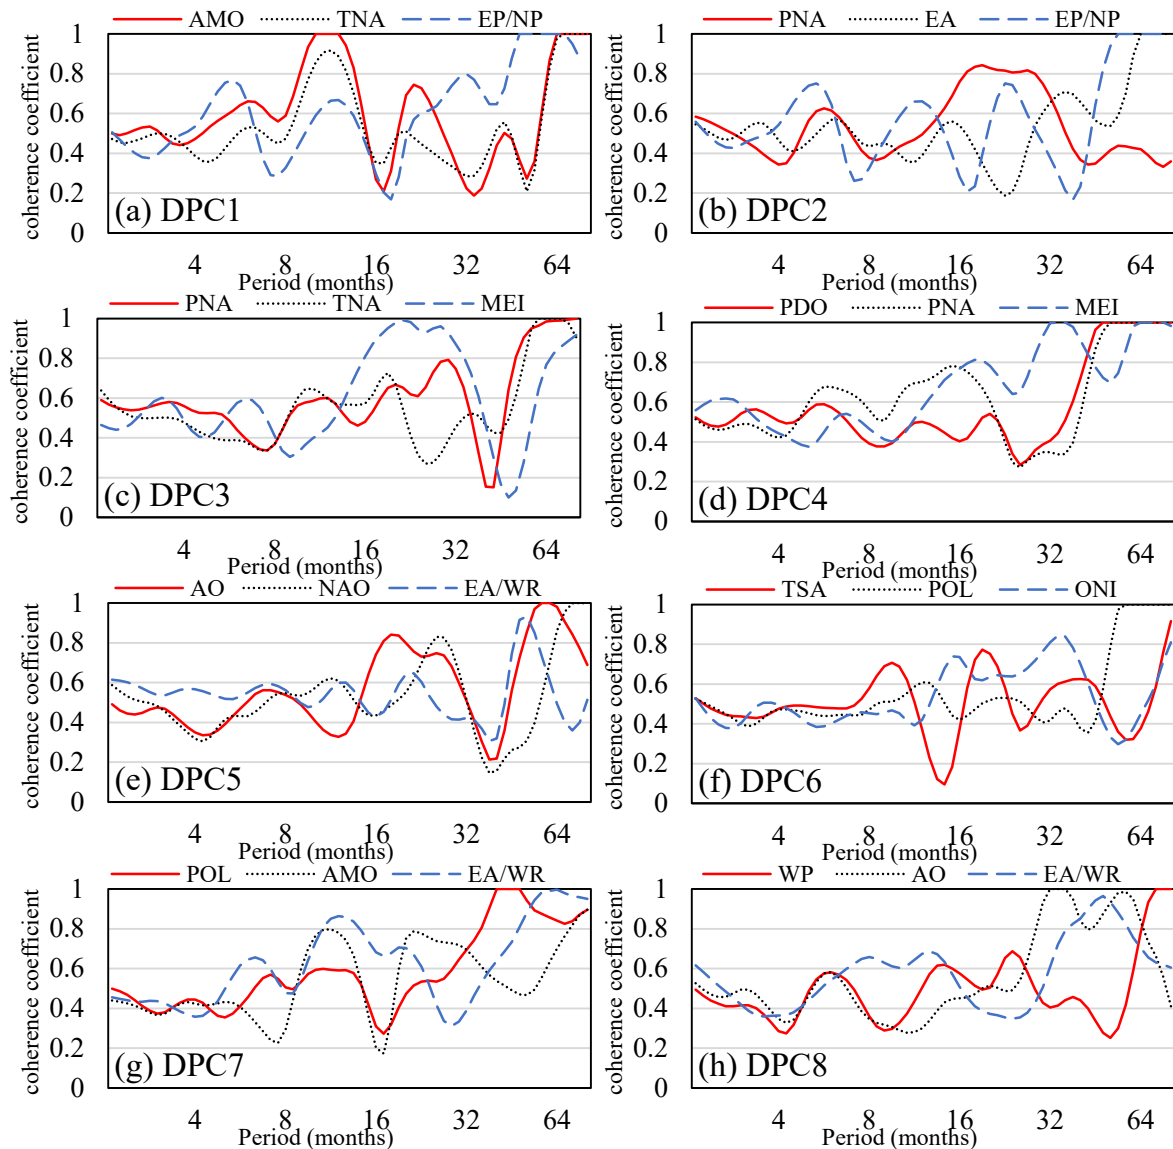 AMO TNA EP/NP
coherence coefficient
1
0.8
0.6
0.4
0.2
0
(a) DPC1
4 8 16 32 64
Period (months)
PNA EA EP/NP
coherence coefficient
1
0.8
0.6
0.4
0.2
0
(b) DPC2
4 8 16 32 64
Period (months)
PNA TNA MEI
coherence coefficient
1
0.8
0.6
0.4
0.2
0
(c) DPC3
4 8 16 32 64
Period (months)
PDO PNA MEI
coherence coefficient
1
0.8
0.6
0.4
0.2
0
(d) DPC4
4 8 16 32 64
Period (months)
AO NAO EA/WR
coherence coefficient
1
0.8
0.6
0.4
0.2
0
(e) DPC5
4 8 16 32 64
Period (months)
TSA POL ONI
coherence coefficient
1
0.8
0.6
0.4
0.2
0
(f) DPC6
4 8 16 32 64
Period (months)
POL AMO EA/WR
coherence coefficient
1
0.8
0.6
0.4
0.2
0
(g) DPC7
4 8 16 32 64
Period (months)
WP AO EA/WR
coherence coefficient
1
0.8
0.6
0.4
0.2
0
(h) DPC8
4 8 16 32 64
Period (months)